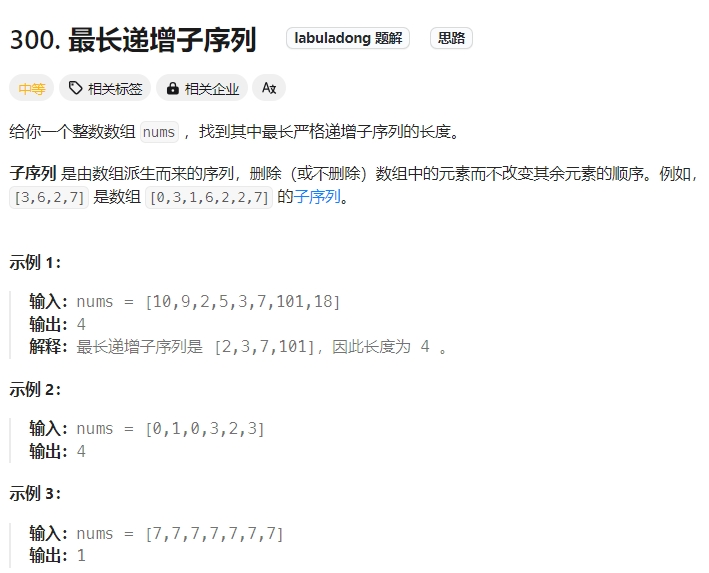 300. 最长递增子序列 labuladong 题解 思路
中等 相关标签 相关企业 Aあ
给你一个整数数组 nums ，找到其中最长严格递增子序列的长度。
子序列 是由数组派生而来的序列，删除（或不删除）数组中的元素而不改变其余元素的顺序。例如，
[3,6,2,7] 是数组 [0,3,1,6,2,2,7] 的子序列。
示例 1：
输入：nums = [10,9,2,5,3,7,101,18]
输出：4
解释：最长递增子序列是 [2,3,7,101]，因此长度为 4 。
示例 2：
输入：nums = [0,1,0,3,2,3]
输出：4
示例 3：
输入：nums = [7,7,7,7,7,7,7]
输出：1